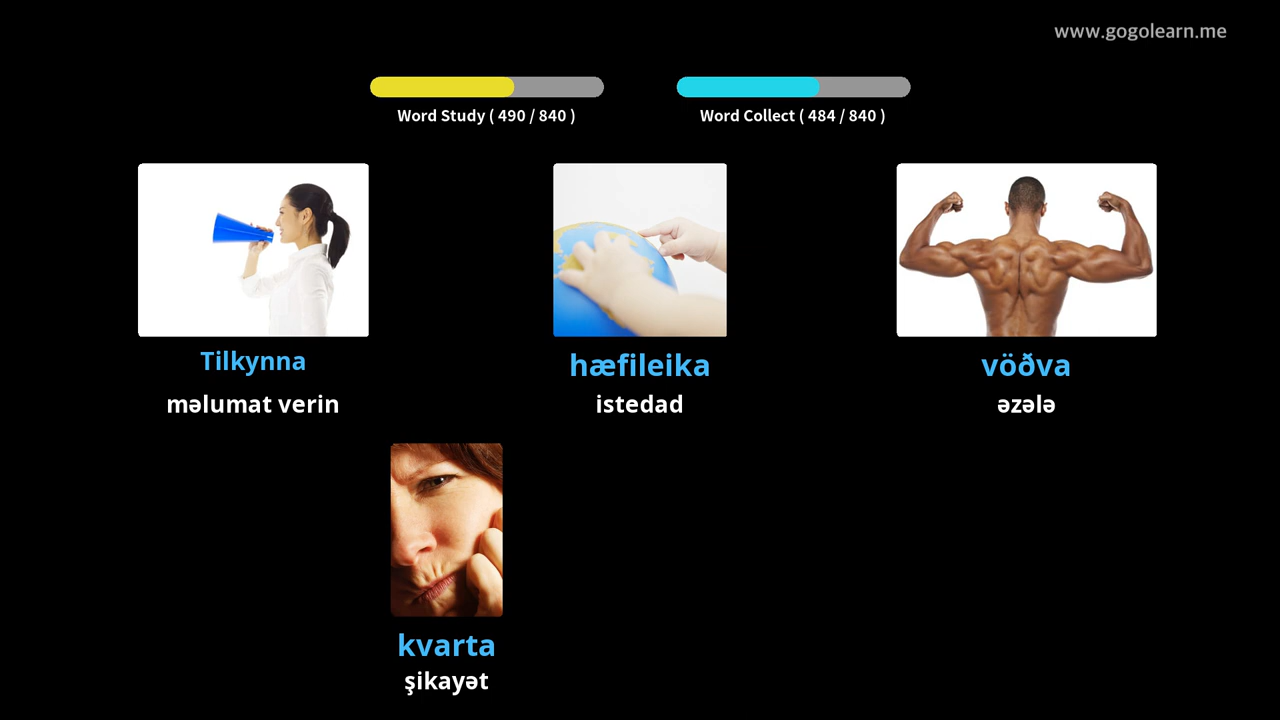 www.gogolearn.me
Word Study ( 490 / 840 )
Word Collect ( 484 / 840 )
Tilkynna
məlumat verin
hæfileika
istedad
vöðva
əzələ
kvarta
şikayət